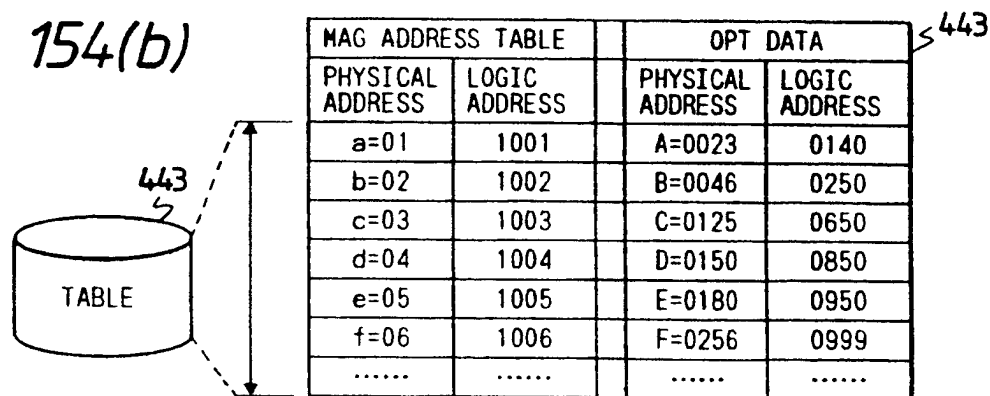 154(b)
443
MAG ADDRESS TABLE OPT DATA
PHYSICAL ADDRESS LOGIC ADDRESS PHYSICAL ADDRESS LOGIC ADDRESS
a=01 1001 A=0023 0140
b=02 1002 B=0046 0250
c=03 1003 C=0125 0650
d=04 1004 D=0150 0850
e=05 1005 E=0180 0950
f=06 1006 F=0256 0999
...... ...... ...... ......
443
TABLE